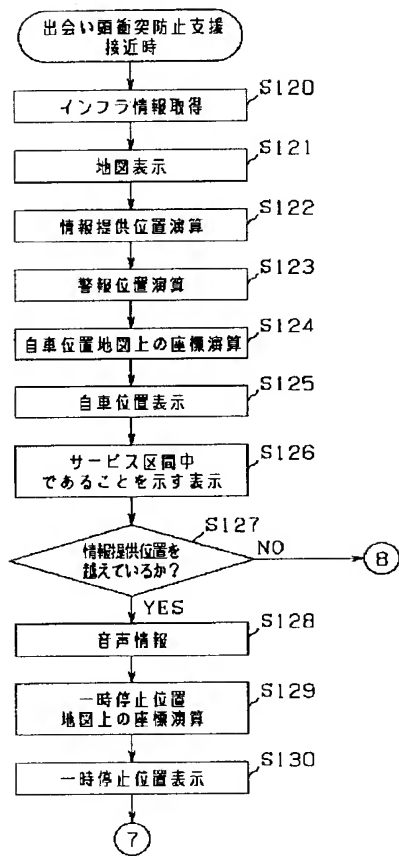 出会い頭衝突防止支援
接近時
S120
インフラ情報取得
S121
地図表示
S122
情報提供位置演算
S123
警報位置演算
S124
自車位置地図上の座標演算
S125
自車位置表示
S126
サービス区間中
であることを示す表示
S127
情報提供位置を
越えているか？
NO
8
YES
S128
音声情報
S129
一時停止位置
地図上の座標演算
S130
一時停止位置表示
7